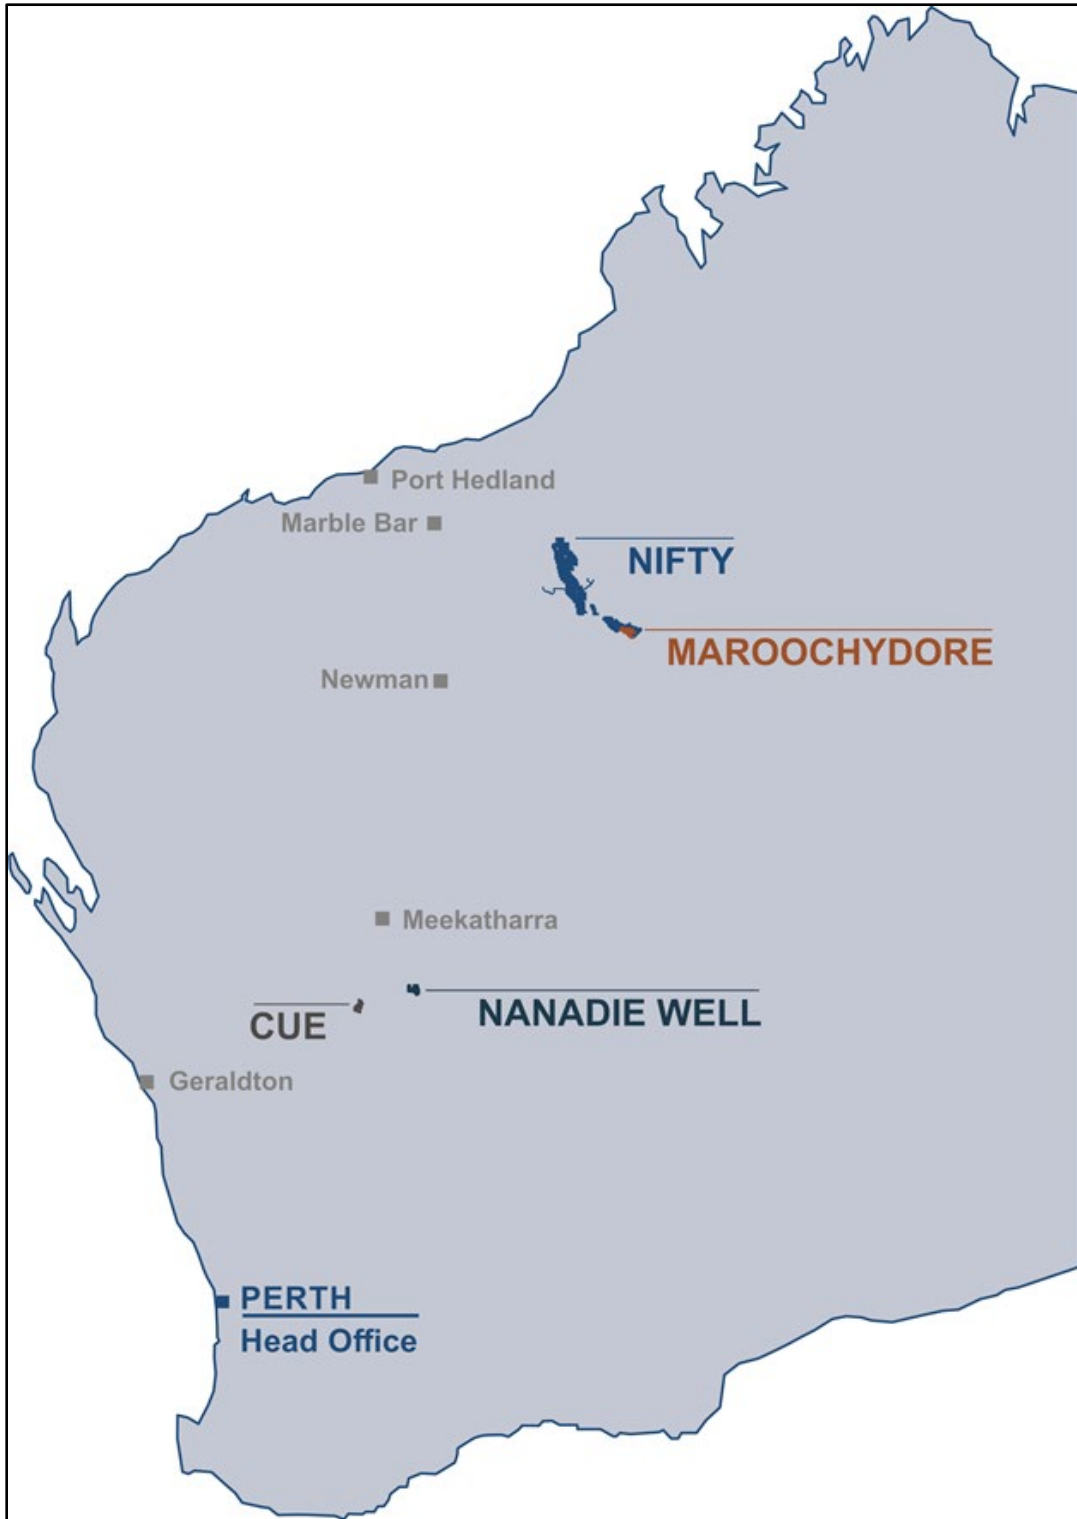 Port Hedland
Marble Bar
NIFTY
MAROOCHYDORE
Newman
Meekatharra
NANADIE WELL
CUE
Geraldton
PERTH
Head Office